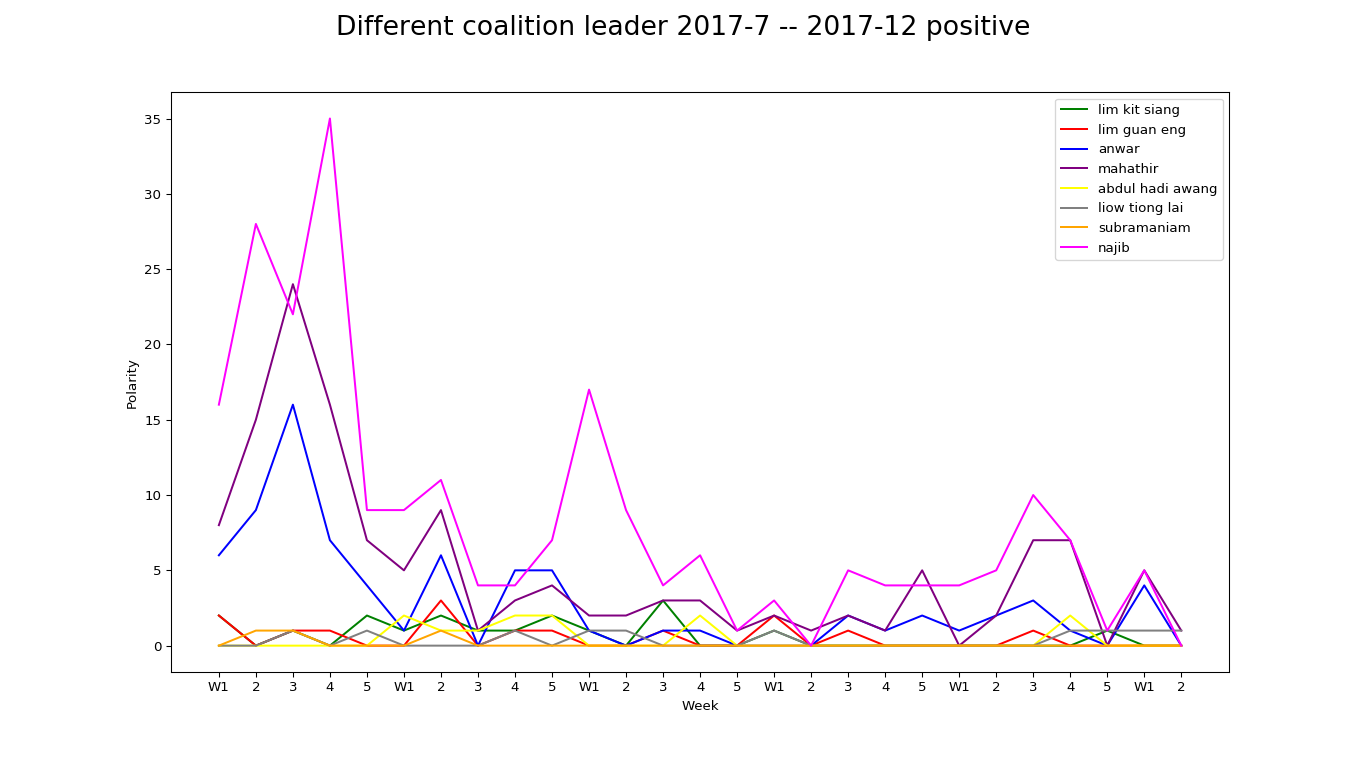 Different coalition leader 2017-7 -- 2017-12 positive
lim kit siang
lim guan eng
anwar
mahathir
abdul hadi awang
liow tiong lai
subramaniam
najib
35
30
25
20
15
10
5
0
Polarity
W1 2 3 4 5 W1 2 3 4 5 W1 2 3 4 5 W1 2 3 4 5 W1 2 3 4 5 W1 2
Week